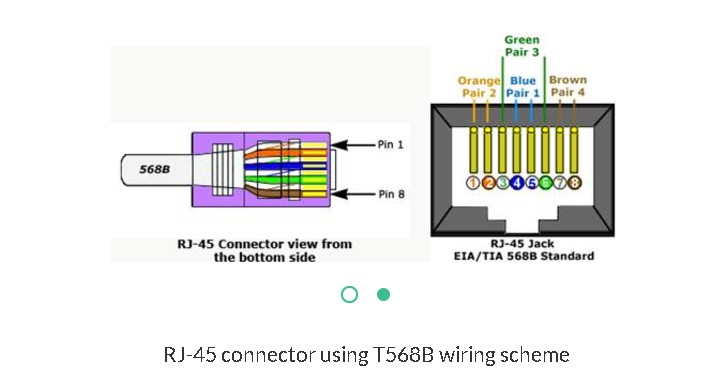 Green
Pair 3
Orange Blue Brown
Pair 2 Pair 1 Pair 4
Pin 1
568B
Pin 8
1 2 3 4 5 6 7 8
RJ-45 Connector view from
the bottom side
RJ-45 Jack
EIA/TIA 568B Standard
RJ-45 connector using T568B wiring scheme